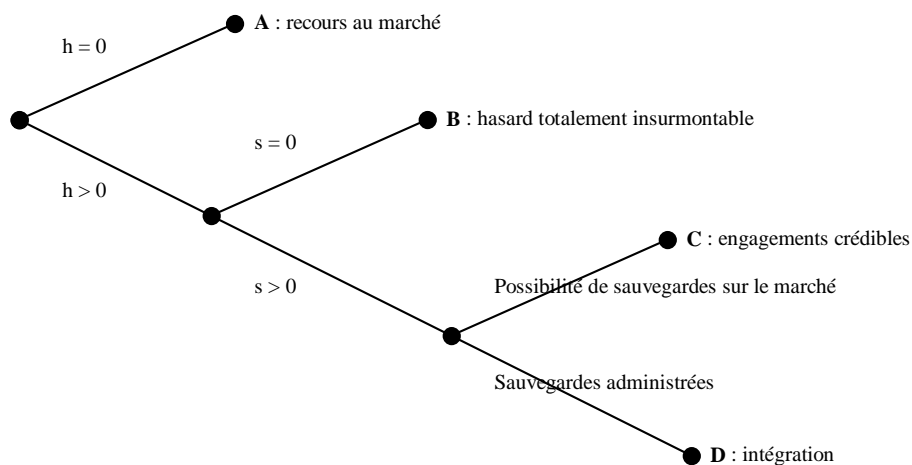 A : recours au marché
h = 0
B : hasard totalement insurmontable
s = 0
h > 0
C : engagements crédibles
s > 0
Possibilité de sauvegardes sur le marché
Sauvegardes administrées
D : intégration